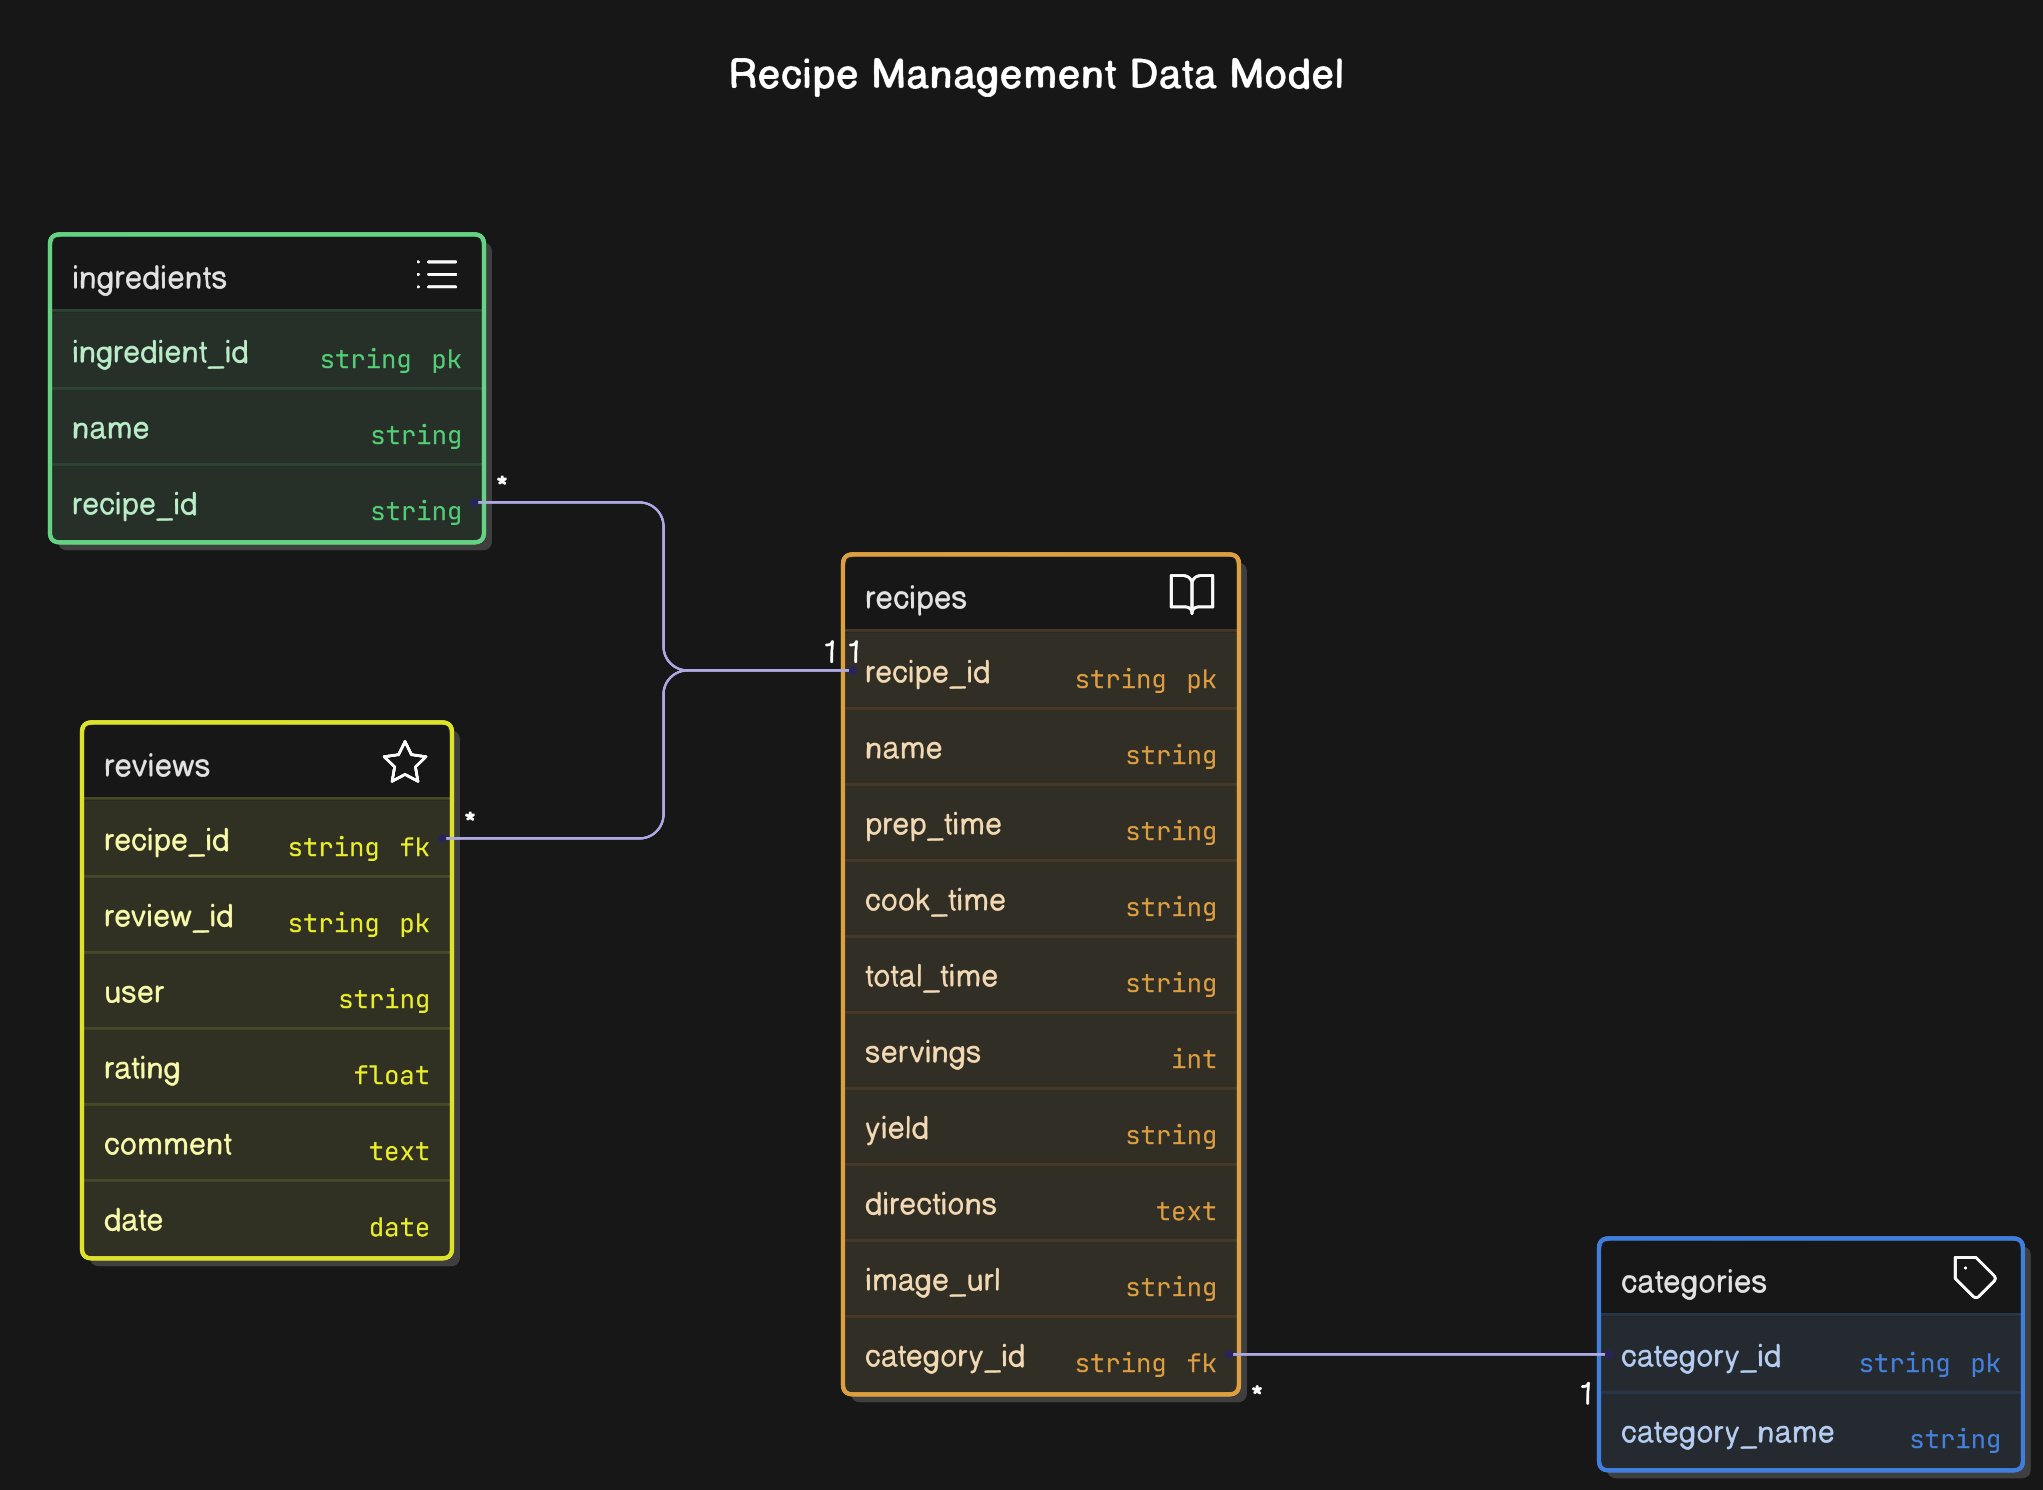 Recipe Management Data Model
ingredients
ingredient_id string pk
name string
recipe_id string
*
reviews
recipe_id string fk
*
review_id string pk
user string
rating float
comment text
date date
recipes
1 1
recipe_id string pk
name string
prep_time string
cook_time string
total_time string
servings int
yield string
directions text
image_url string
category_id string fk
*
1
categories
category_id string pk
category_name string